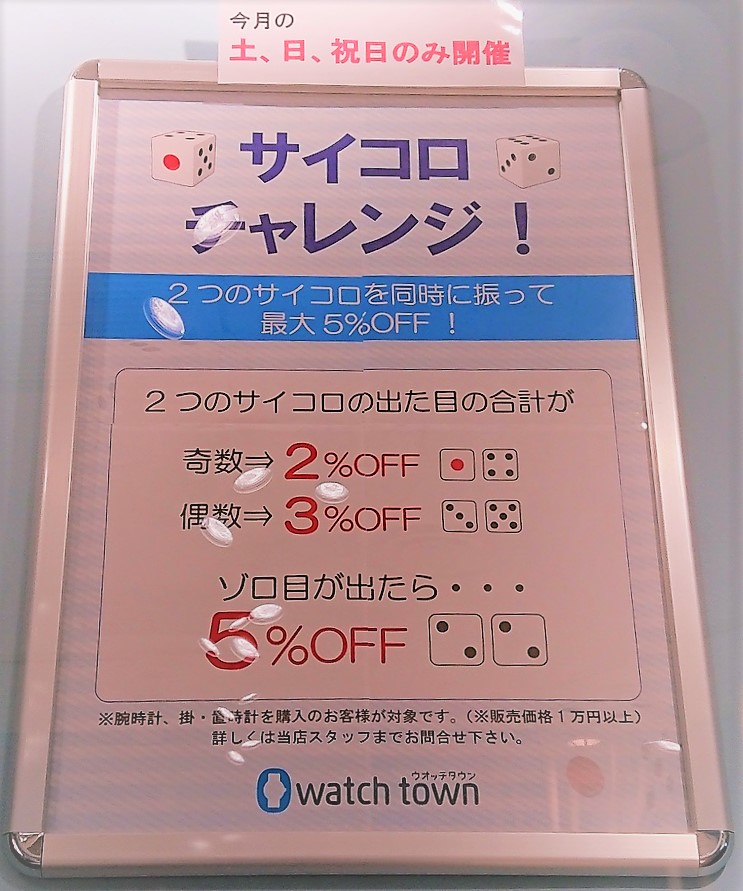 今月の
土、日、祝日のみ開催
サイコロ
チャレンジ！
２つのサイコロを同時に振って
最大５%OFF！
２つのサイコロの出た目の合計が
奇数⇒２%OFF
偶数⇒３%OFF
ゾロ目が出たら・・・
５%OFF
※腕時計、掛・置時計を購入のお客様が対象です。（※販売価格１万円以上）
詳しくは当店スタッフまでお問合せ下さい。
ウオッチタウン
watch town